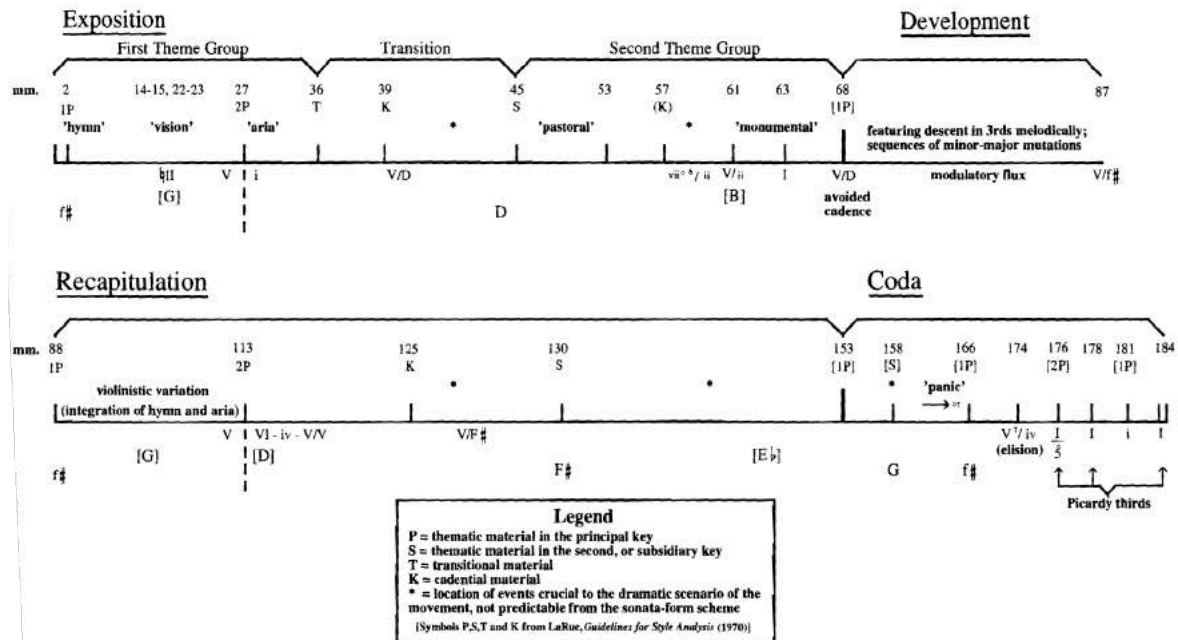 Exposition
Development
First Theme Group Transition Second Theme Group
mm. 2 14-15, 22-23 27 36 39 45 53 57 61 63 68 87
1P 2P T K S (K) [1P]
'hymn' 'vision' 'aria' * 'pastoral' * 'monumental'
featuring descent in 3rds melodically;
sequences of minor-major mutations
♮II V i V/D vii°⁶/ii V/ii I V/D modulatory flux V/f♯
[G] [B] avoided
cadence
f♯ D
Recapitulation
Coda
mm. 88 113 125 130 153 158 166 174 176 178 181 184
1P 2P K S [1P] [S] [1P] [2P] [1P]
violinistic variation * * * 'panic'
(integration of hymn and aria)
V VI - iv - V/V V/F♯ V⁷/iv I I i I
(elision) 5
[G] [D] [E♭]
f♯ F♯ G f♯
Picardy thirds
Legend
P = thematic material in the principal key
S = thematic material in the second, or subsidiary key
T = transitional material
K = cadential material
* = location of events crucial to the dramatic scenario of the
movement, not predictable from the sonata-form scheme
[Symbols P,S,T and K from LaRue, Guidelines for Style Analysis (1970)]